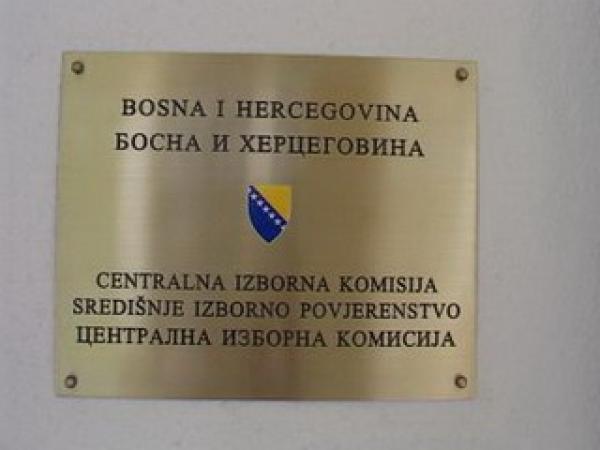 BOSNA I HERCEGOVINA
БОСНА И ХЕРЦЕГОВИНА
CENTRALNA IZBORNA KOMISIJA
SREDIŠNJE IZBORNO POVJERENSTVO
ЦЕНТРАЛНА ИЗБОРНА КОМИСИЈА